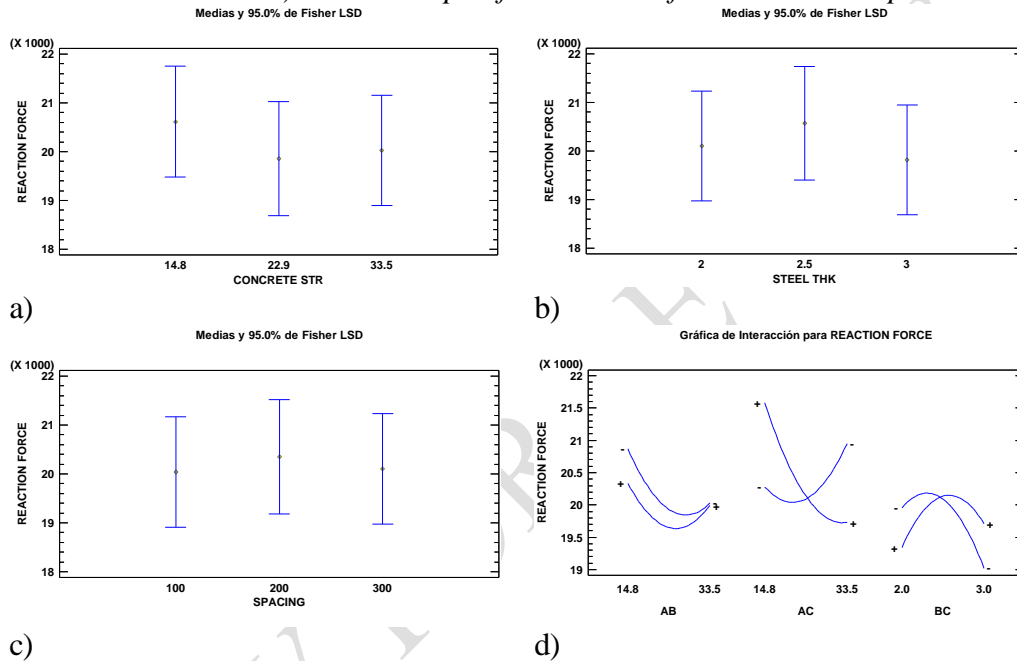 Medias y 95.0% de Fisher LSD
(X 1000)
22
21
20
19
18
REACTION FORCE
14.8 22.9 33.5
CONCRETE STR
a)
Medias y 95.0% de Fisher LSD
(X 1000)
22
21
20
19
18
REACTION FORCE
2 2.5 3
STEEL THK
b)
Medias y 95.0% de Fisher LSD
(X 1000)
22
21
20
19
18
REACTION FORCE
100 200 300
SPACING
c)
Gráfica de Interacción para REACTION FORCE
(X 1000)
22
21.5
21
20.5
20
19.5
19
REACTION FORCE
14.8 33.5 14.8 33.5 2.0 3.0
AB AC BC
d)